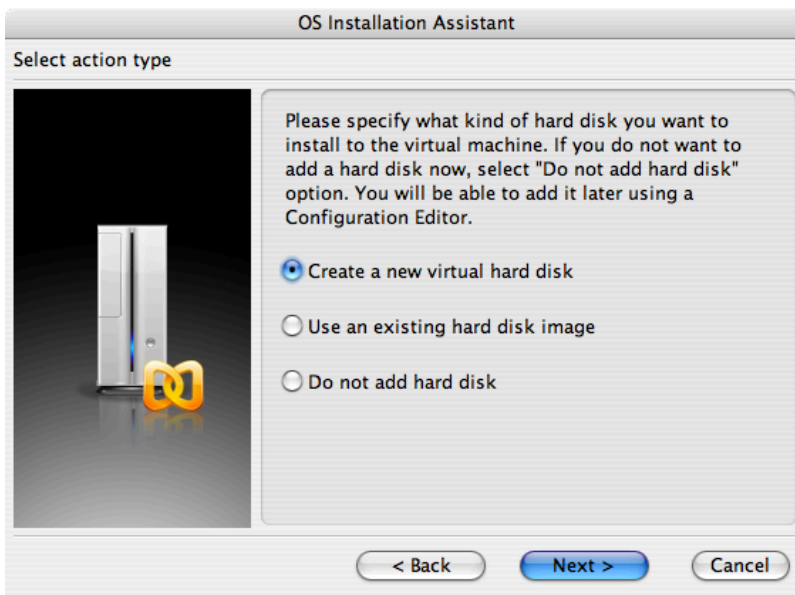 OS Installation Assistant
Select action type
Please specify what kind of hard disk you want to
install to the virtual machine. If you do not want to
add a hard disk now, select "Do not add hard disk"
option. You will be able to add it later using a
Configuration Editor.
Create a new virtual hard disk
Use an existing hard disk image
Do not add hard disk
< Back
Next >
Cancel